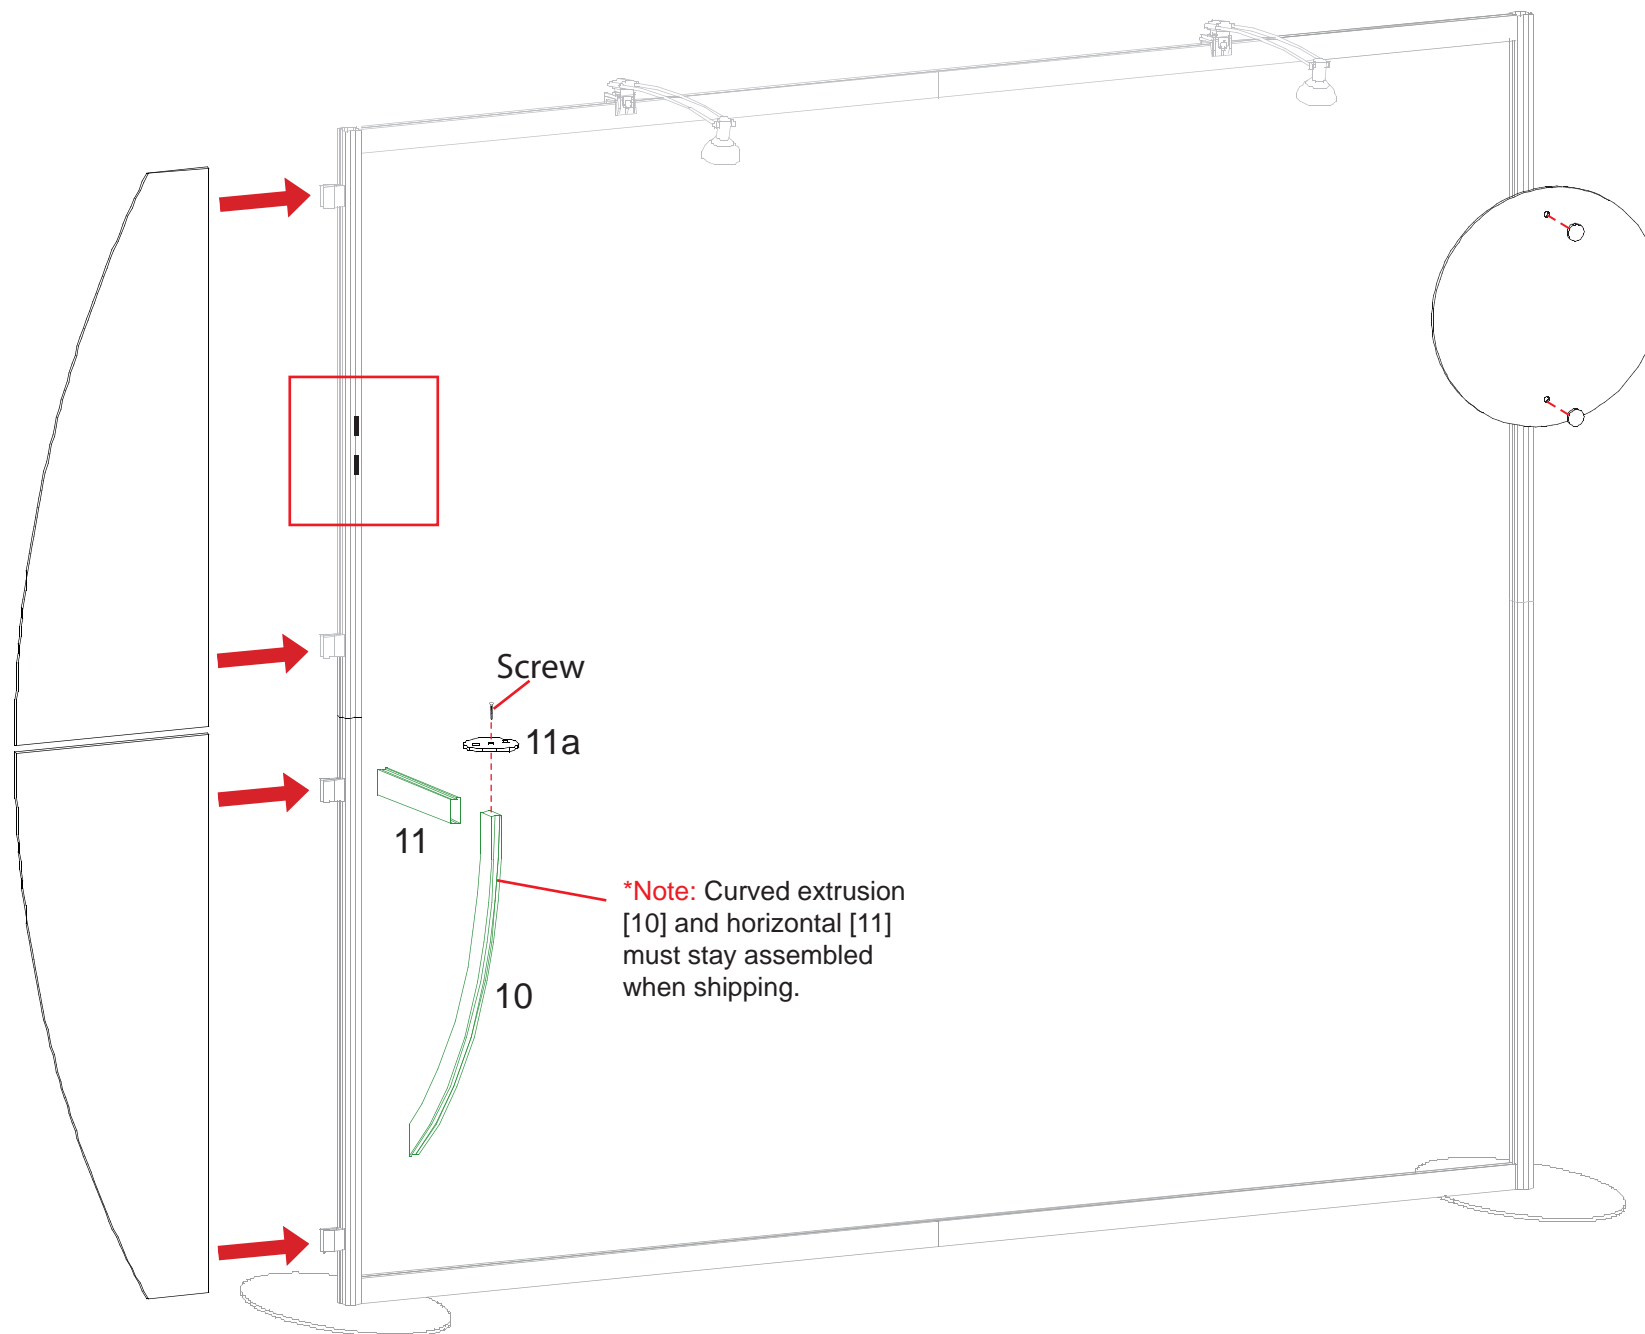 Screw
11a
11
*Note: Curved extrusion
[10] and horizontal [11]
must stay assembled
when shipping.
10